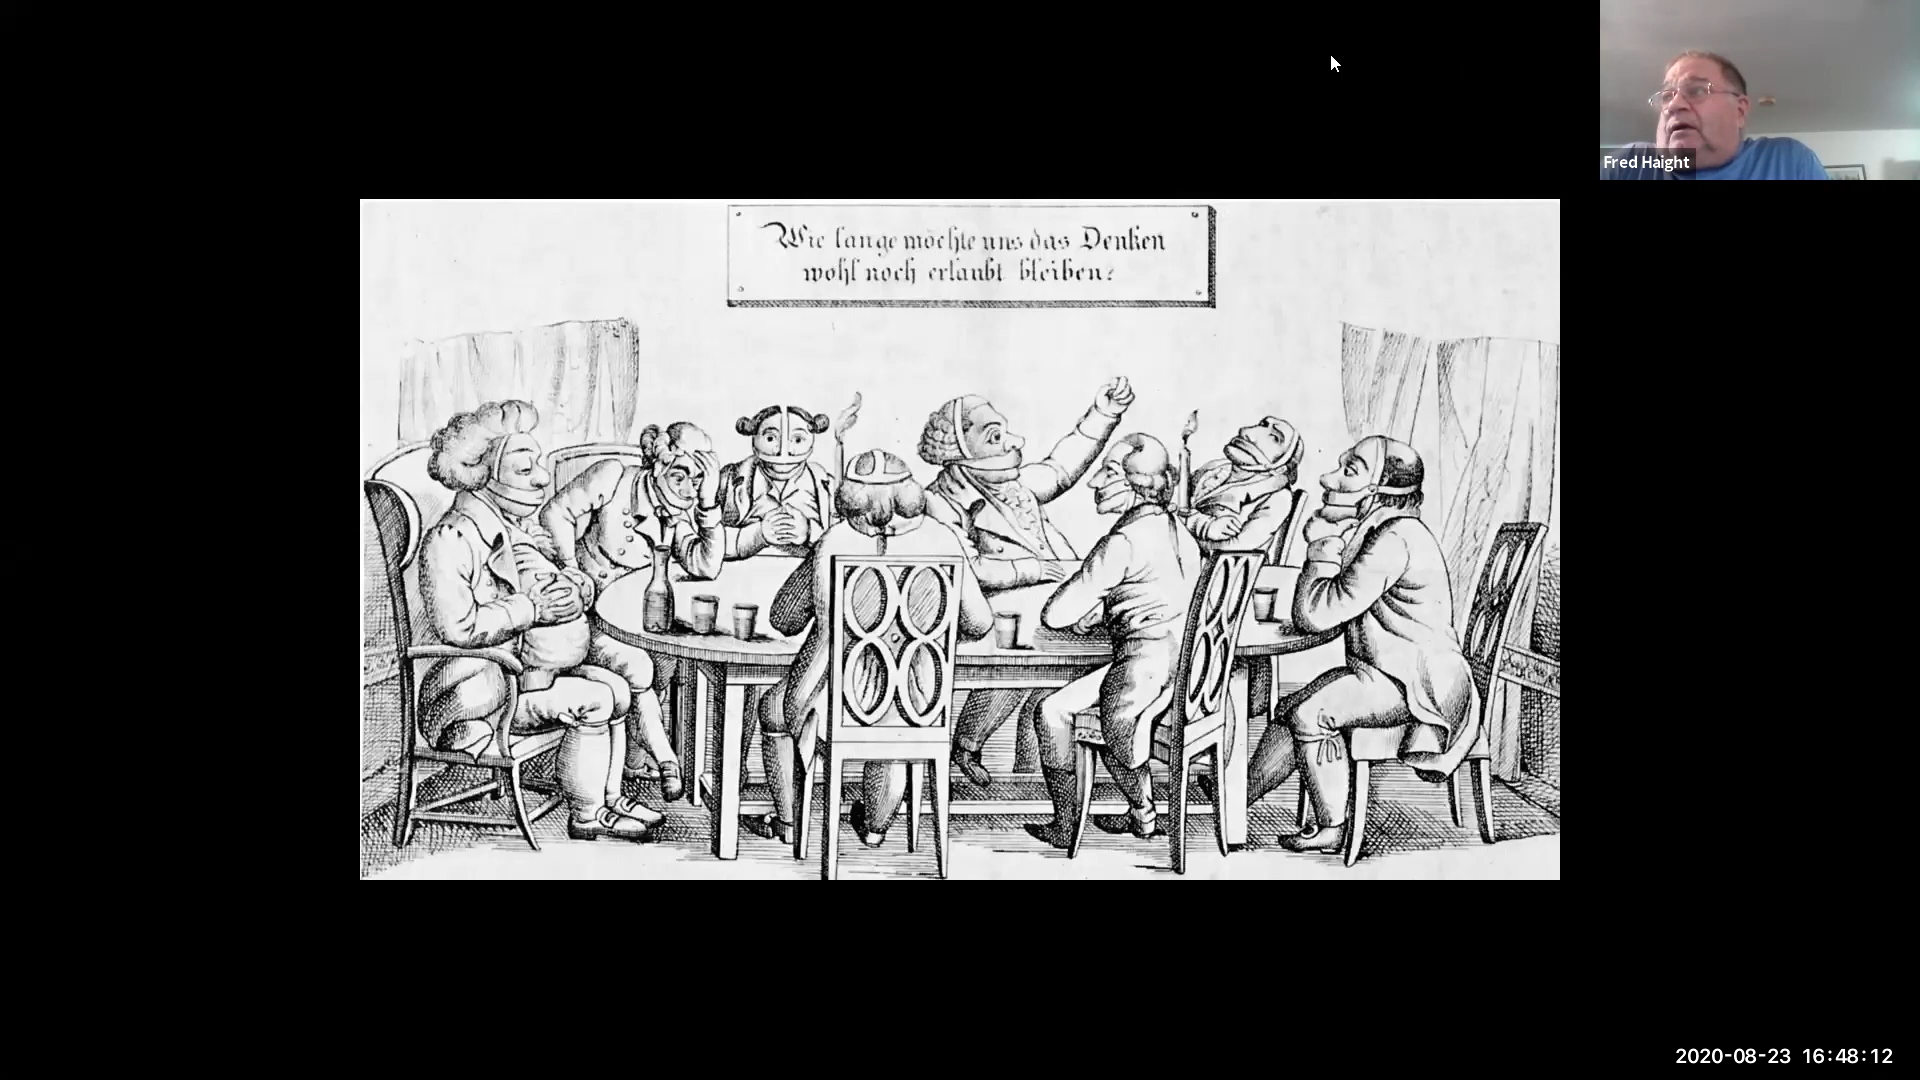 Fred Haight
Wie lange möchte uns das Denken
wohl noch erlaubt bleiben?
2020-08-23 16:48:12